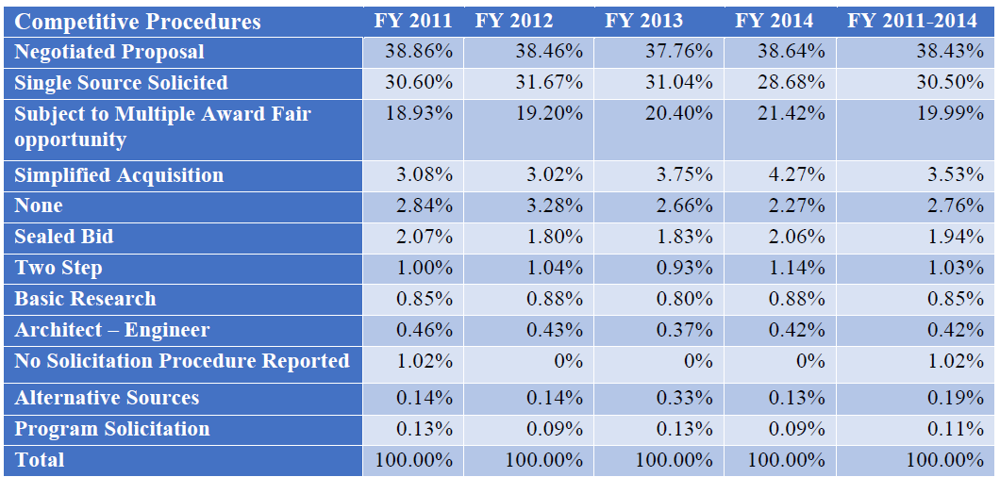 Competitive Procedures FY 2011 FY 2012 FY 2013 FY 2014 FY 2011-2014
Negotiated Proposal 38.86% 38.46% 37.76% 38.64% 38.43%
Single Source Solicited 30.60% 31.67% 31.04% 28.68% 30.50%
Subject to Multiple Award Fair 18.93% 19.20% 20.40% 21.42% 19.99%
opportunity
Simplified Acquisition 3.08% 3.02% 3.75% 4.27% 3.53%
None 2.84% 3.28% 2.66% 2.27% 2.76%
Sealed Bid 2.07% 1.80% 1.83% 2.06% 1.94%
Two Step 1.00% 1.04% 0.93% 1.14% 1.03%
Basic Research 0.85% 0.88% 0.80% 0.88% 0.85%
Architect – Engineer 0.46% 0.43% 0.37% 0.42% 0.42%
No Solicitation Procedure Reported 1.02% 0% 0% 0% 1.02%
Alternative Sources 0.14% 0.14% 0.33% 0.13% 0.19%
Program Solicitation 0.13% 0.09% 0.13% 0.09% 0.11%
Total 100.00% 100.00% 100.00% 100.00% 100.00%